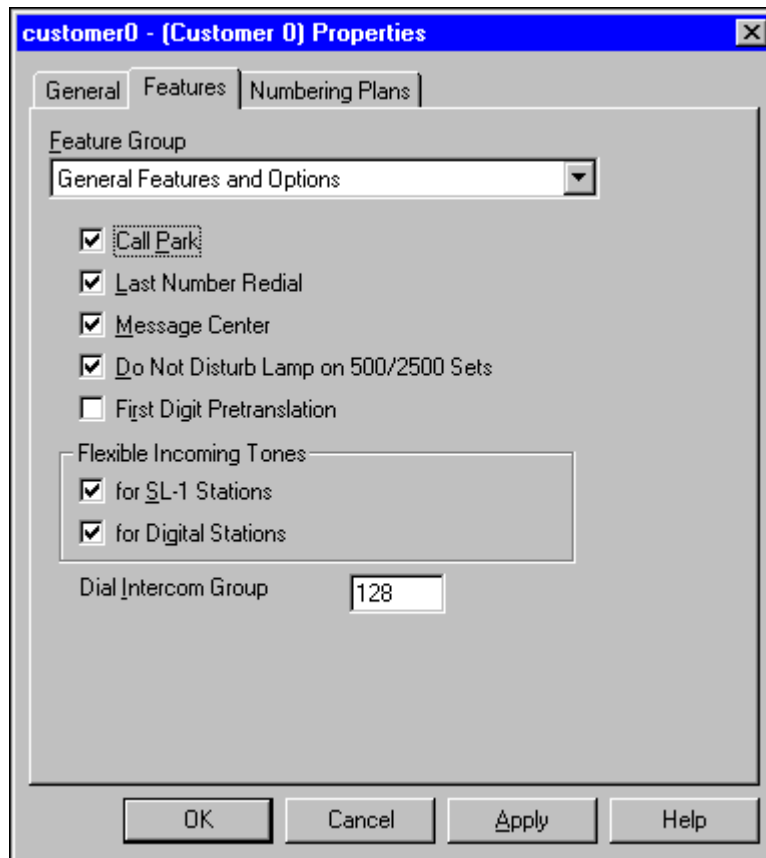 customer0 - (Customer 0) Properties
General Features Numbering Plans
Feature Group
General Features and Options
Call Park
Last Number Redial
Message Center
Do Not Disturb Lamp on 500/2500 Sets
First Digit Pretranslation
Flexible Incoming Tones
for SL-1 Stations
for Digital Stations
Dial Intercom Group 128
OK Cancel Apply Help